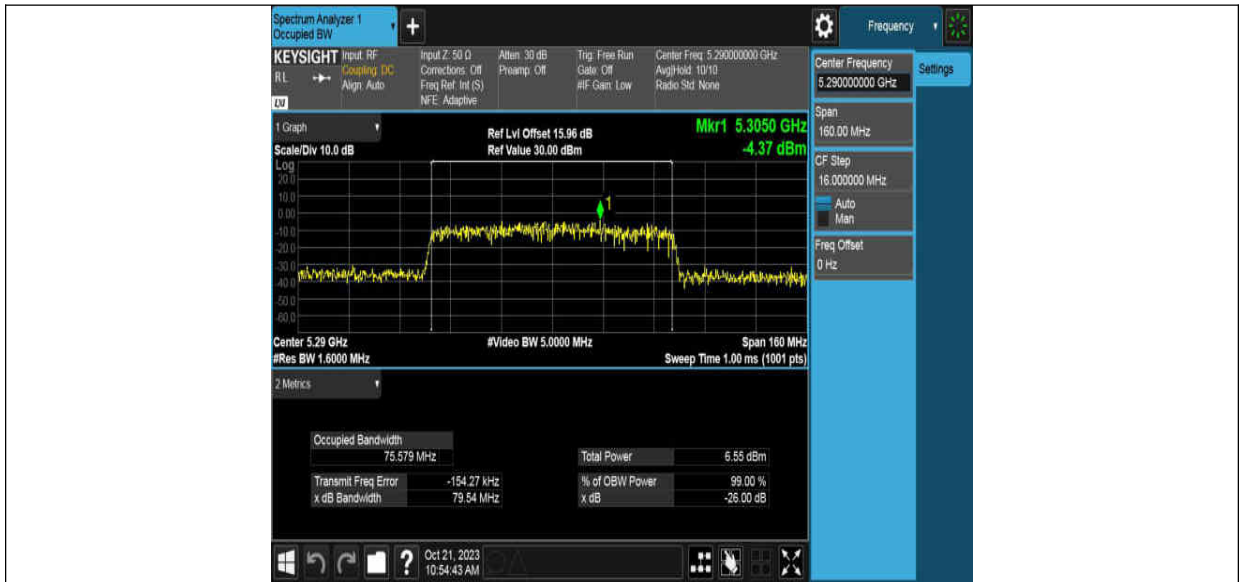 Spectrum Analyzer 1
Occupied BW
+
Frequency
KEYSIGHT
RL
LXI
Input: RF
Coupling: DC
Align: Auto
Input Z: 50 Ω
Corrections: Off
Freq Ref: Int (S)
NFE: Adaptive
Atten: 30 dB
Preamp: Off
Trig: Free Run
Gate: Off
#IF Gain: Low
Center Freq: 5.290000000 GHz
Avg|Hold: 10/10
Radio Std: None
1 Graph
Scale/Div 10.0 dB
Ref Lvl Offset 15.96 dB
Ref Value 30.00 dBm
Mkr1 5.3050 GHz
-4.37 dBm
Log
20.0
10.0
0.00
-10.0
-20.0
-30.0
-40.0
-50.0
-60.0
1
Center 5.29 GHz
#Video BW 5.0000 MHz
Span 160 MHz
#Res BW 1.6000 MHz
Sweep Time 1.00 ms (1001 pts)
2 Metrics
Occupied Bandwidth
75.579 MHz
Total Power 6.55 dBm
Transmit Freq Error -154.27 kHz
% of OBW Power 99.00 %
x dB Bandwidth 79.54 MHz
x dB -26.00 dB
Center Frequency
5.290000000 GHz
Settings
Span
160.00 MHz
CF Step
16.000000 MHz
Auto
Man
Freq Offset
0 Hz
?
Oct 21, 2023
10:54:43 AM